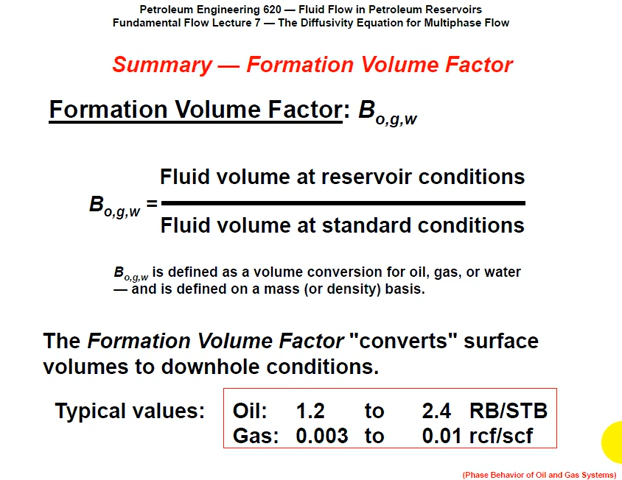 Petroleum Engineering 620 — Fluid Flow in Petroleum Reservoirs
Fundamental Flow Lecture 7 — The Diffusivity Equation for Multiphase Flow
Summary — Formation Volume Factor
Formation Volume Factor: Bo,g,w
Fluid volume at reservoir conditions
Bo,g,w =
Fluid volume at standard conditions
Bo,g,w is defined as a volume conversion for oil, gas, or water
— and is defined on a mass (or density) basis.
The Formation Volume Factor "converts" surface
volumes to downhole conditions.
Typical values: Oil: 1.2 to 2.4 RB/STB
Gas: 0.003 to 0.01 rcf/scf
(Phase Behavior of Oil and Gas Systems)